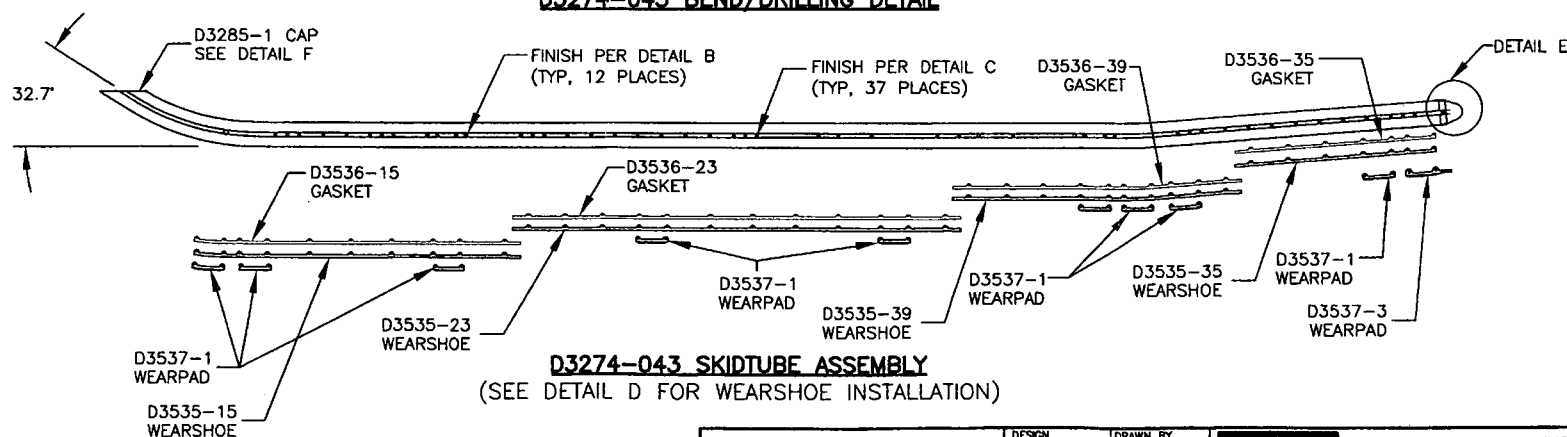 D3274-043 BEND/DRILLING DETAIL
D3285-1 CAP
SEE DETAIL F
FINISH PER DETAIL B
(TYP, 12 PLACES)
FINISH PER DETAIL C
(TYP, 37 PLACES)
D3536-39
GASKET
D3536-35
GASKET
DETAIL E
32.7°
D3536-15
GASKET
D3536-23
GASKET
D3537-1
WEARPAD
D3535-15
WEARSHOE
D3535-23
WEARSHOE
D3537-1
WEARPAD
D3535-39
WEARSHOE
D3537-1
WEARPAD
D3535-35
WEARSHOE
D3537-1
WEARPAD
D3537-3
WEARPAD
D3274-043 SKIDTUBE ASSEMBLY
(SEE DETAIL D FOR WEARSHOE INSTALLATION)
DESIGN
DRAWN BY